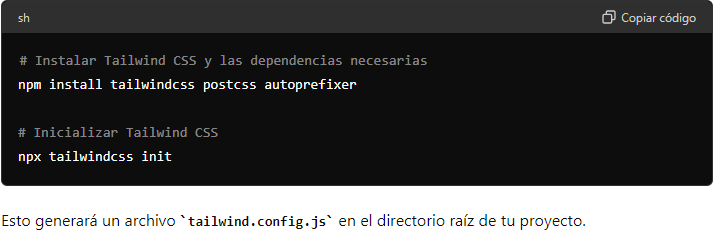 sh
Copiar código
# Instalar Tailwind CSS y las dependencias necesarias
npm install tailwindcss postcss autoprefixer
# Inicializar Tailwind CSS
npx tailwindcss init
Esto generará un archivo `tailwind.config.js` en el directorio raíz de tu proyecto.